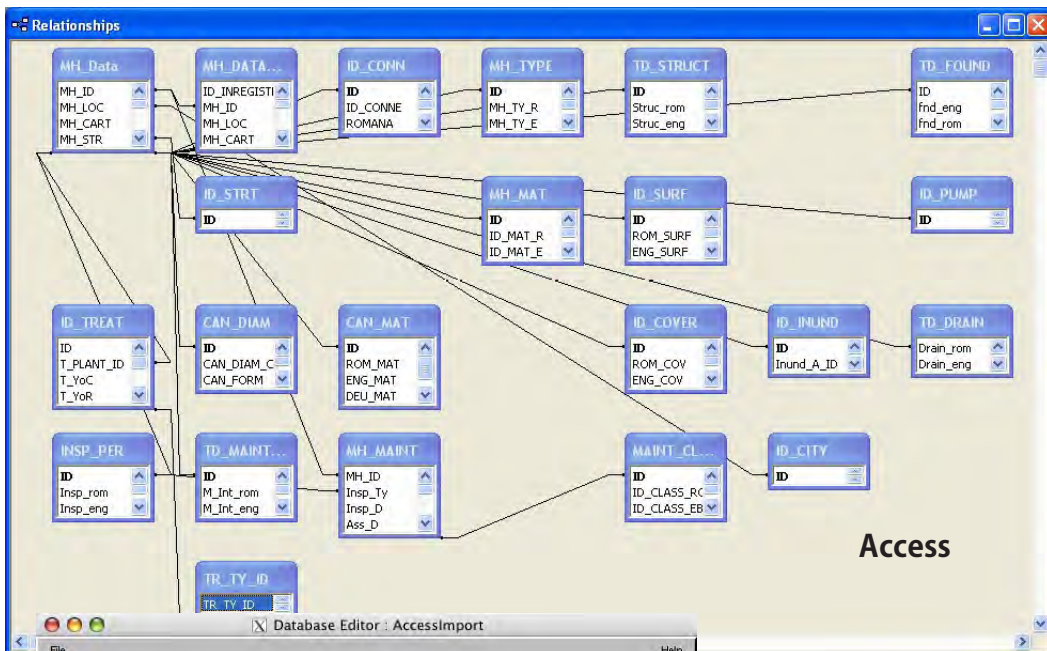 Relationships
MH_Data
MH_ID
MH_LOC
MH_CART
MH_STR
MH_DATA...
ID_INREGISTI
MH_ID
MH_LOC
MH_CART
ID_CONN
ID
ID_CONNE
ROMANA
MH_TYPE
ID
MH_TY_R
MH_TY_E
TD_STRUCT
ID
Struc_rom
Struc_eng
TD_FOUND
ID
fnd_eng
fnd_rom
ID_STRT
ID
MH_MAT
ID
ID_MAT_R
ID_MAT_E
ID_SURF
ID
ROM_SURF
ENG_SURF
ID_PUMP
ID
ID_TREAT
ID
T_PLANT_ID
T_YoC
T_YoR
CAN_DIAM
ID
CAN_DIAM_C
CAN_FORM
CAN_MAT
ID
ROM_MAT
ENG_MAT
DEU_MAT
ID_COVER
ID
ROM_COV
ENG_COV
ID_INUND
ID
Inund_A_ID
TD_DRAIN
Drain_rom
Drain_eng
INSP_PER
ID
Insp_rom
Insp_eng
TD_MAINT...
ID
M_Int_rom
M_Int_eng
MH_MAINT
MH_ID
Insp_Ty
Insp_D
Ass_D
MAINT_CL...
ID
ID_CLASS_RC
ID_CLASS_EB
ID_CITY
ID
Access
TR_TY_ID
TR_TY_ID
X Database Editor : AccessImport
File Help